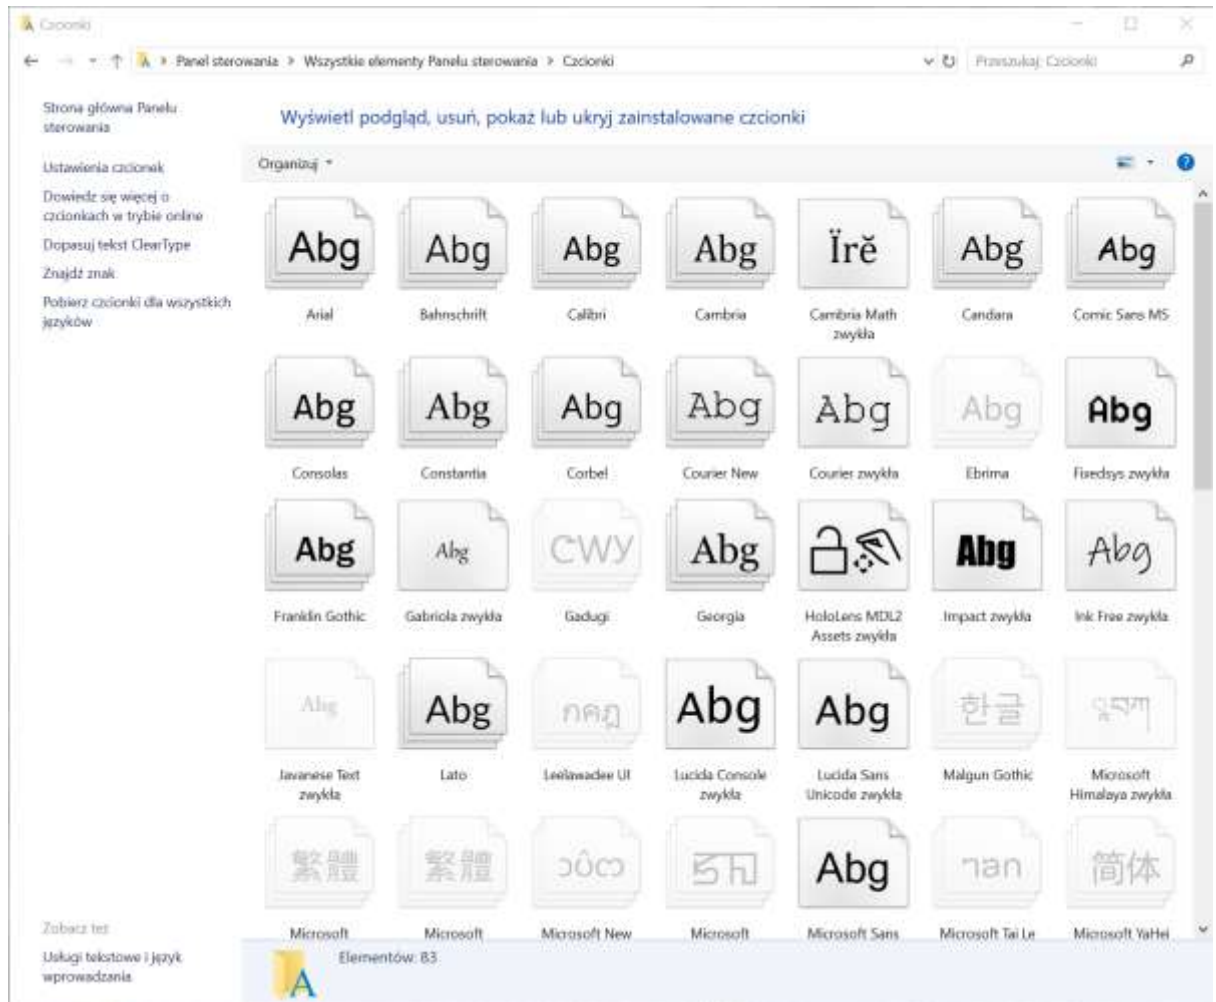 Czcionki
Panel sterowania > Wszystkie elementy Panelu sterowania > Czcionki
Przeszukaj: Czcionki
Strona główna Panelu
sterowania
Ustawienia czcionek
Dowiedz się więcej o
czcionkach w trybie online
Dopasuj tekst ClearType
Znajdź znak
Pobierz czcionki dla wszystkich
języków
Zobacz też
Usługi tekstowe i język
wprowadzania
Wyświetl podgląd, usuń, pokaż lub ukryj zainstalowane czcionki
Organizuj
Abg Abg Abg Abg Ïrĕ Abg Abg
Arial Bahnschrift Calibri Cambria Cambria Math Candara Comic Sans MS
zwykła
Abg Abg Abg Abg Abg Abg Abg
Consolas Constantia Corbel Courier New Courier zwykła Ebrima Fixedsys zwykła
Abg Abg ᏣᎳᎩ Abg Abg Abg
Franklin Gothic Gabriola zwykła Gadugi Georgia HoloLens MDL2 Impact zwykła Ink Free zwykła
Assets zwykła
Abg Abg กคฎ Abg Abg 한글
Javanese Text Lato Leelawadee UI Lucida Console Lucida Sans Malgun Gothic Microsoft
zwykła zwykła Unicode zwykła Himalaya zwykła
繁體 繁體 Abg 简体
Microsoft Microsoft Microsoft New Microsoft Microsoft Sans Microsoft Tai Le Microsoft YaHei
Elementów: 83